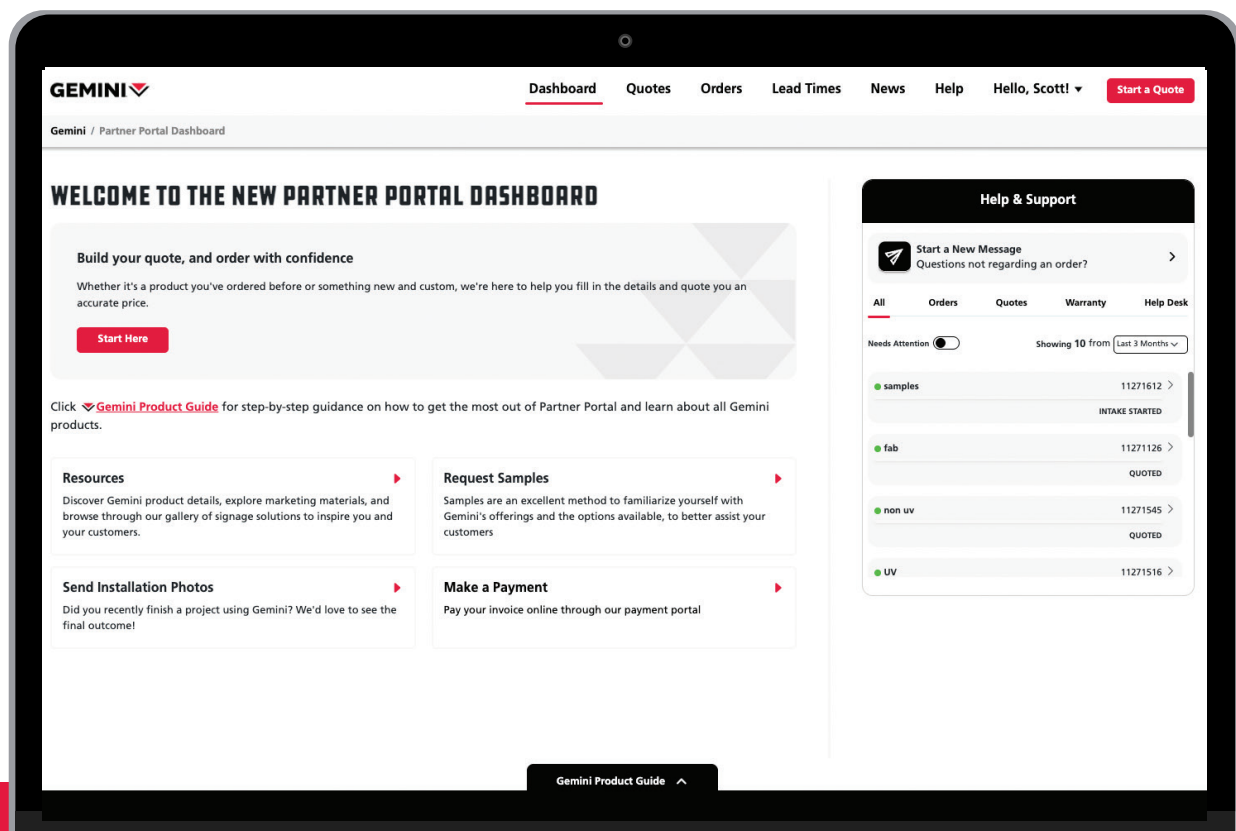 GEMINI
Dashboard
Quotes
Orders
Lead Times
News
Help
Hello, Scott!
Start a Quote
Gemini / Partner Portal Dashboard
WELCOME TO THE NEW PARTNER PORTAL DASHBOARD
Build your quote, and order with confidence
Whether it's a product you've ordered before or something new and custom, we're here to help you fill in the details and quote you an
accurate price.
Start Here
Click Gemini Product Guide for step-by-step guidance on how to get the most out of Partner Portal and learn about all Gemini
products.
Resources
Discover Gemini product details, explore marketing materials, and
browse through our gallery of signage solutions to inspire you and
your customers.
Request Samples
Samples are an excellent method to familiarize yourself with
Gemini's offerings and the options available, to better assist your
customers
Send Installation Photos
Did you recently finish a project using Gemini? We'd love to see the
final outcome!
Make a Payment
Pay your invoice online through our payment portal
Help & Support
Start a New Message
Questions not regarding an order?
All
Orders
Quotes
Warranty
Help Desk
Needs Attention
Showing 10 from Last 3 Months
samples 11271612
INTAKE STARTED
fab 11271126
QUOTED
non uv 11271545
QUOTED
UV 11271516
Gemini Product Guide